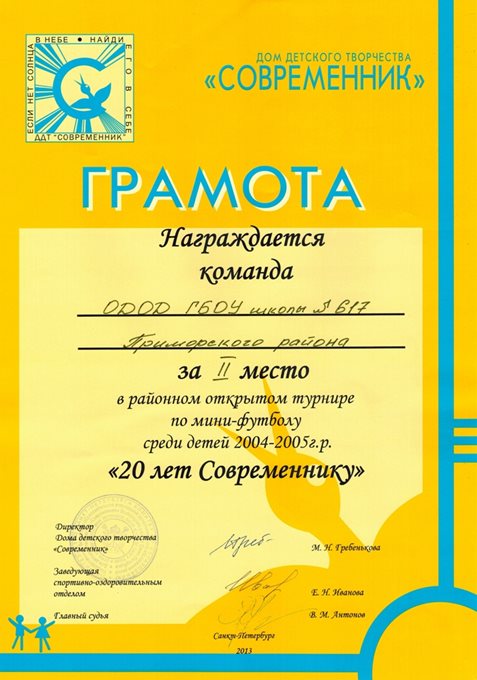 ЕСЛИ НЕТ СОЛНЦА
В НЕБЕ • НАЙДИ
ЕГО В СЕБЕ
ДДТ "СОВРЕМЕННИК"
ДОМ ДЕТСКОГО ТВОРЧЕСТВА
«СОВРЕМЕННИК»
ГРАМОТА
Награждается
команда
ОДОД ГБОУ школы №617
Приморского района
за II место
в районном открытом турнире
по мини-футболу
среди детей 2004-2005г.р.
«20 лет Современнику»
Директор
Дома детского творчества
«Современник»
М. Н. Гребенькова
Заведующая
спортивно-оздоровительным
отделом
Е. Н. Иванова
Главный судья
В. М. Антонов
Санкт-Петербург
2013